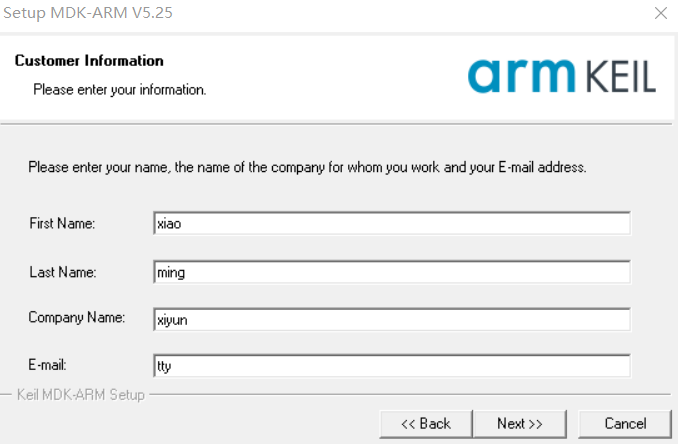 Setup MDK-ARM V5.25
Customer Information
Please enter your information.
arm KEIL
Please enter your name, the name of the company for whom you work and your E-mail address.
First Name: xiao
Last Name: ming
Company Name: xiyun
E-mail: tty
Keil MDK-ARM Setup
<< Back Next >> Cancel